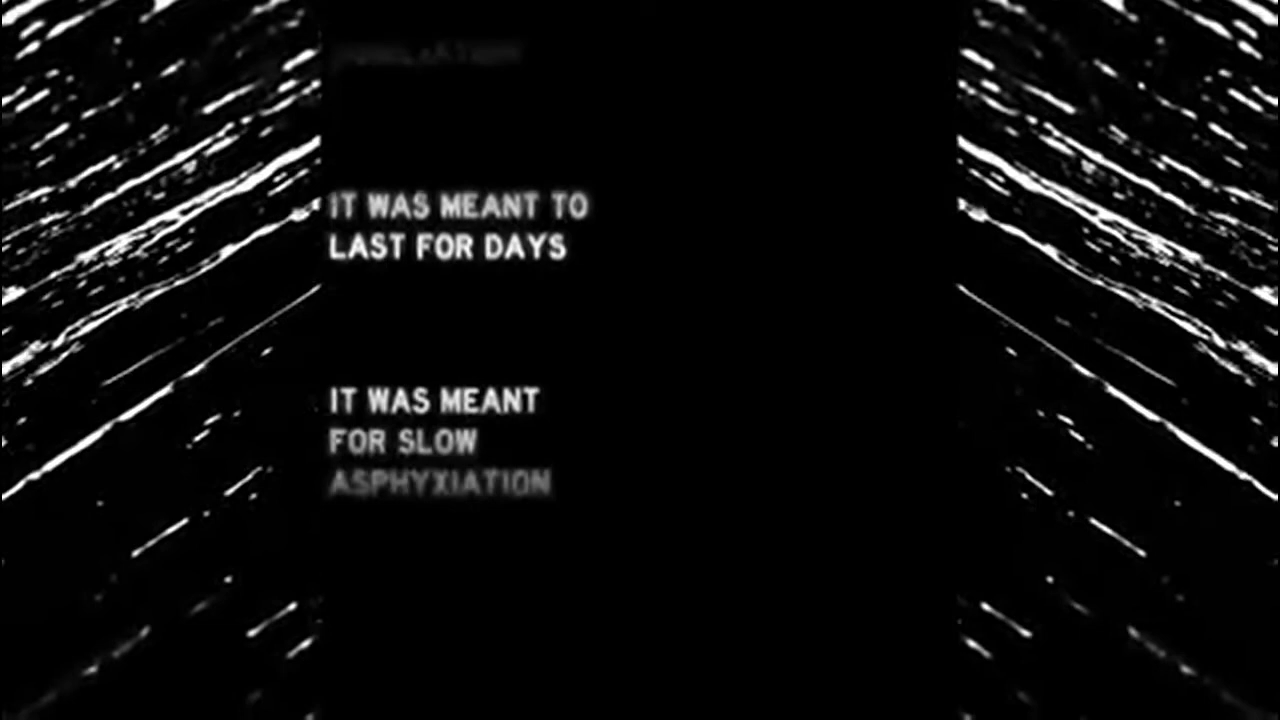 IT WAS MEANT TO
LAST FOR DAYS
IT WAS MEANT
FOR SLOW
ASPHYXIATION